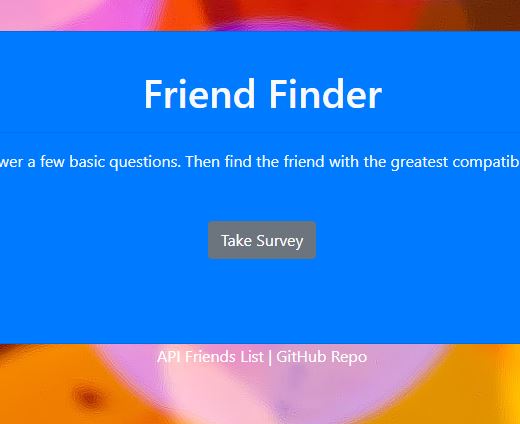 Friend Finder
wer a few basic questions. Then find the friend with the greatest compatib
Take Survey
API Friends List | GitHub Repo